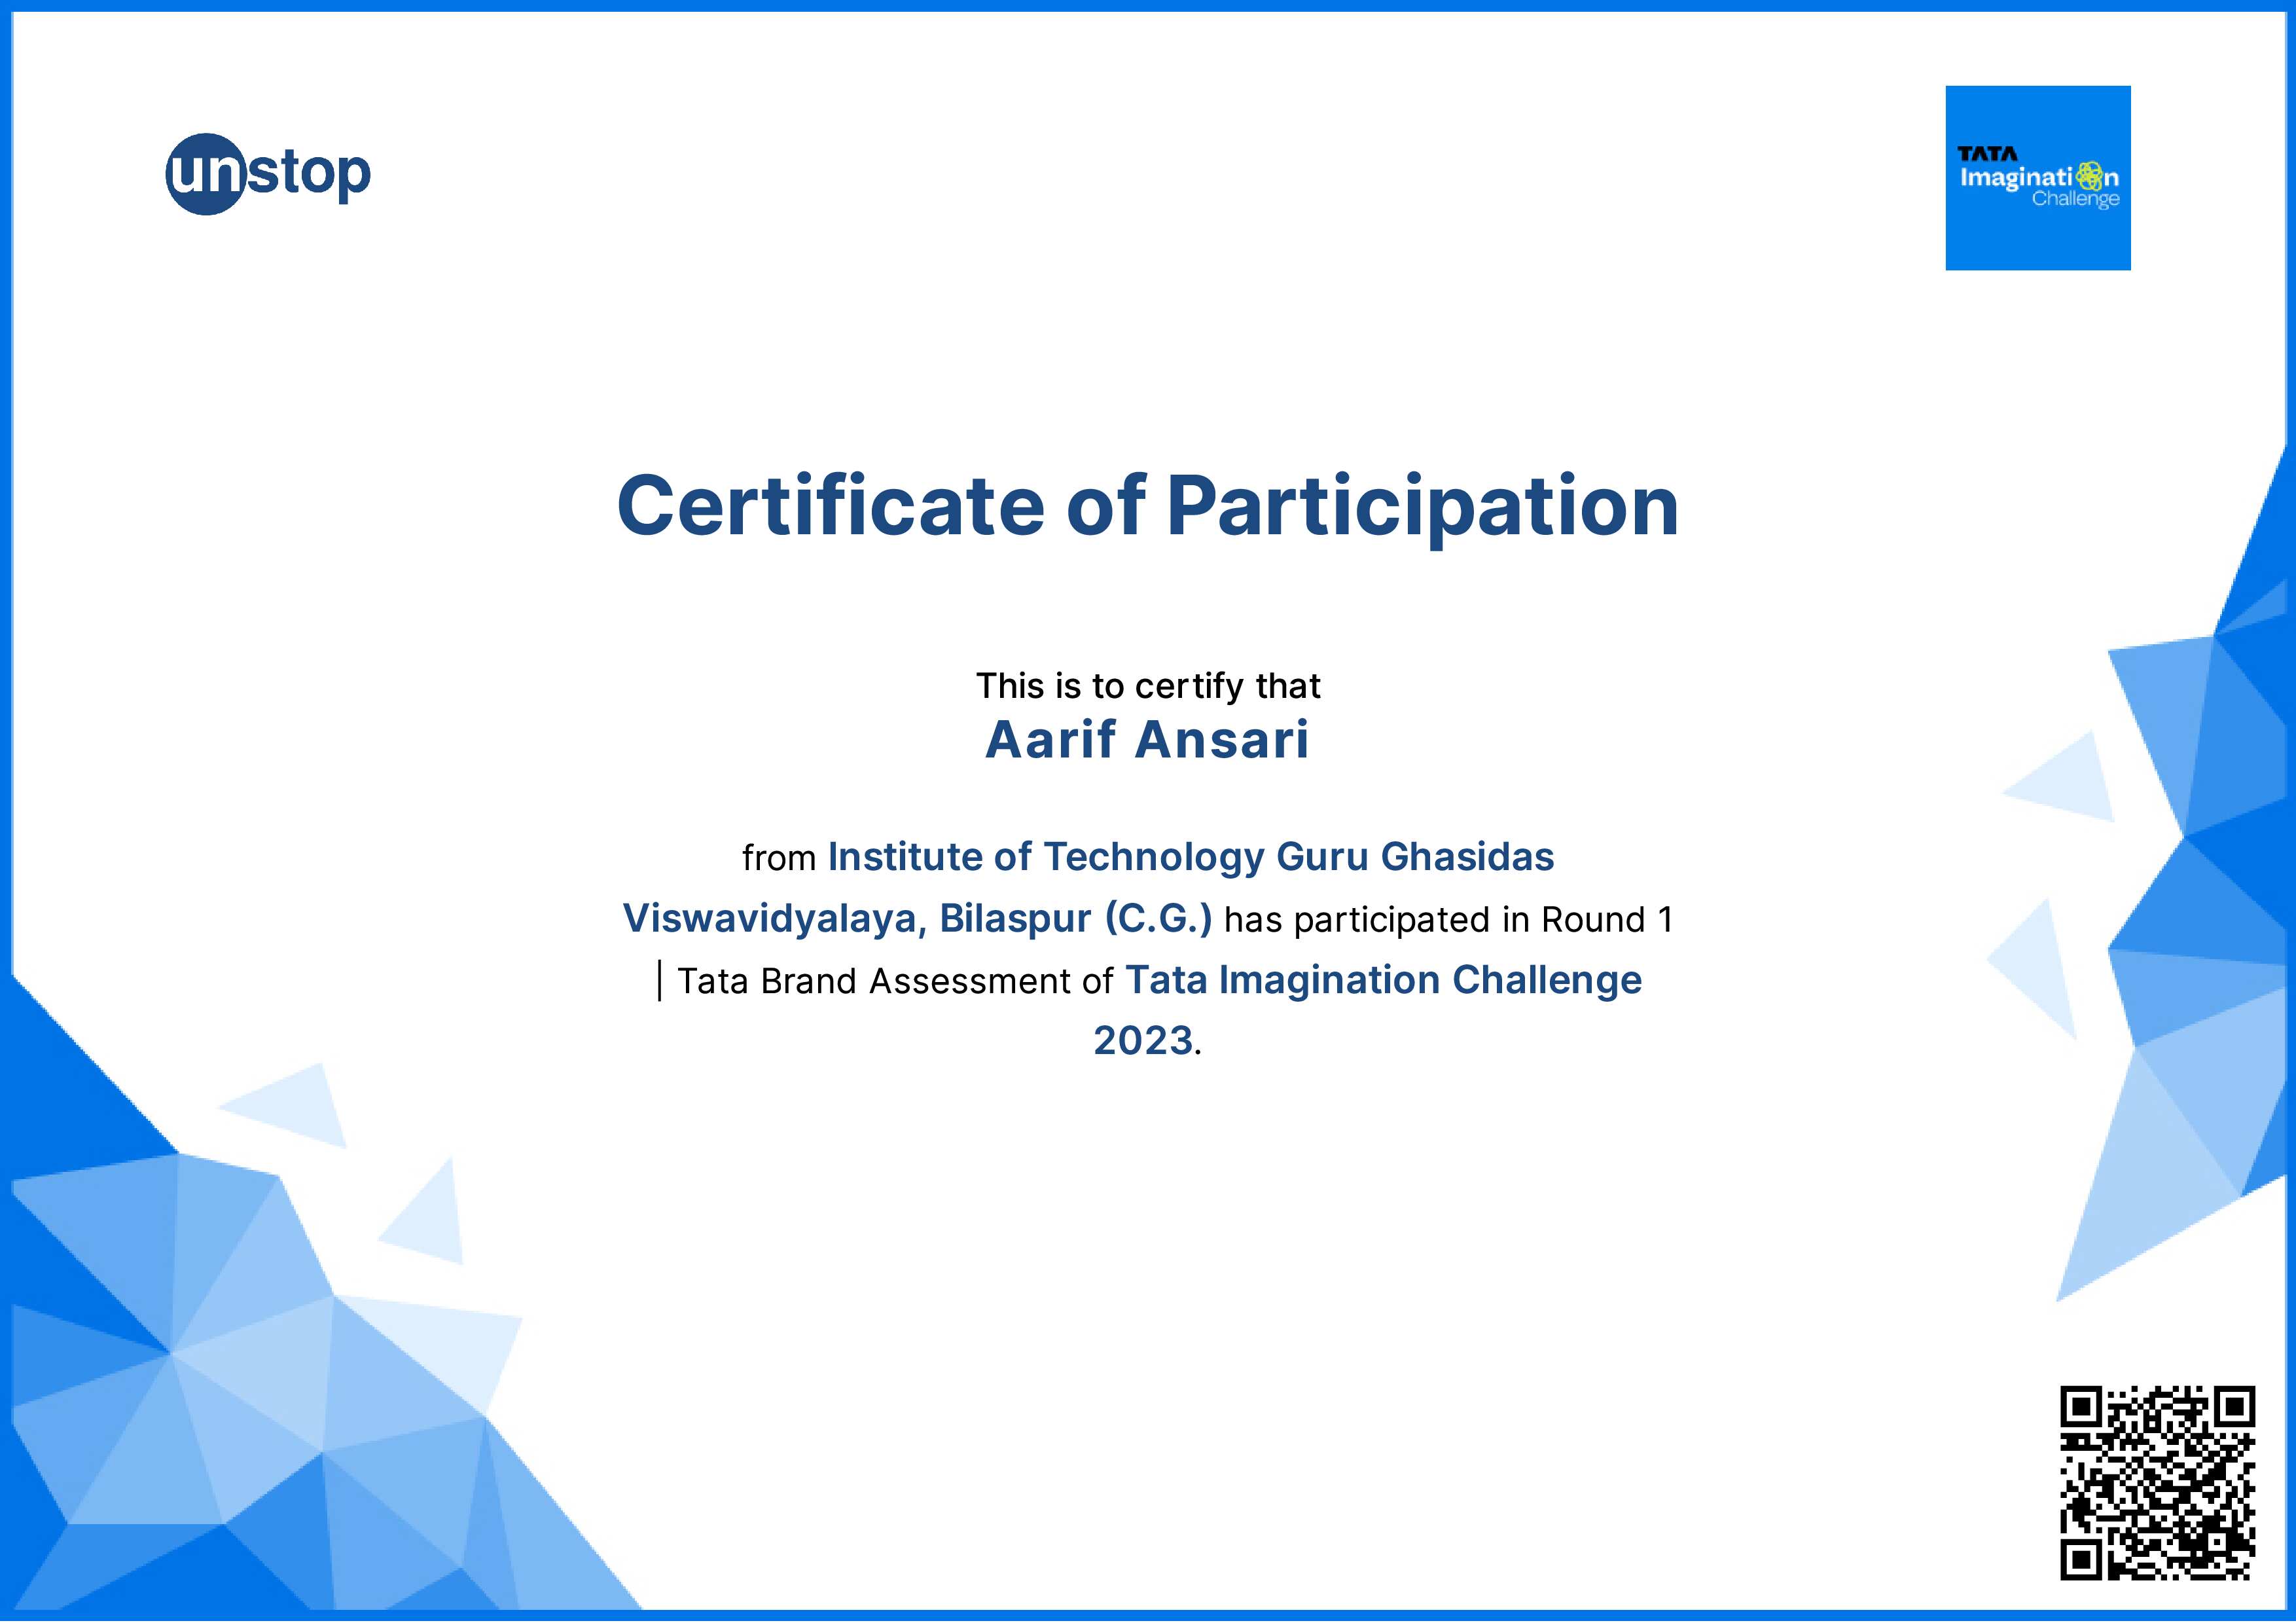 unstop
TATA
Imagination
Challenge
Certificate of Participation
This is to certify that
Aarif Ansari
from Institute of Technology Guru Ghasidas
Viswavidyalaya, Bilaspur (C.G.) has participated in Round 1
| Tata Brand Assessment of Tata Imagination Challenge
2023.